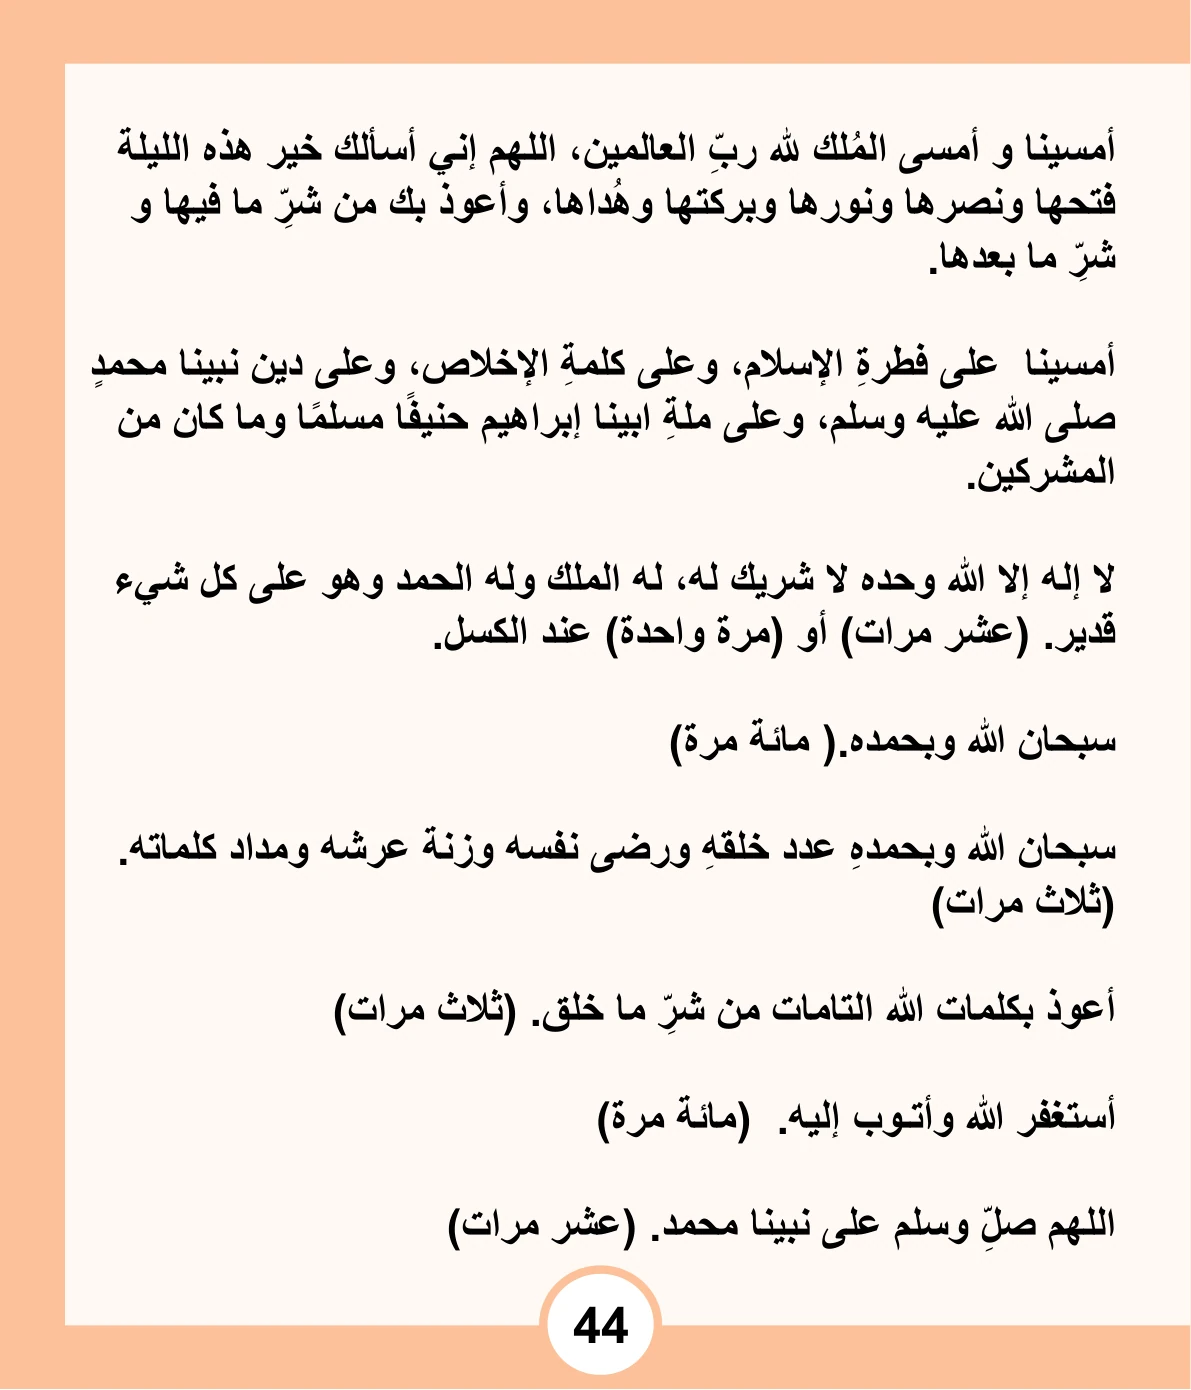 أمسينا و أمسى المُلك لله ربِّ العالمين، اللهم إني أسألك خير هذه الليلة
فتحها ونصرها ونورها وبركتها وهُداها، وأعوذ بك من شرِّ ما فيها و
شرِّ ما بعدها.
أمسينا على فطرةِ الإسلام، وعلى كلمةِ الإخلاص، وعلى دين نبينا محمدٍ
صلى الله عليه وسلم، وعلى ملةِ ابينا إبراهيم حنيفًا مسلمًا وما كان من
المشركين.
لا إله إلا الله وحده لا شريك له، له الملك وله الحمد وهو على كل شيء
قدير. (عشر مرات) أو (مرة واحدة) عند الكسل.
سبحان الله وبحمده.( مائة مرة)
سبحان الله وبحمدهِ عدد خلقهِ ورضى نفسه وزنة عرشه ومداد كلماته.
(ثلاث مرات)
أعوذ بكلمات الله التامات من شرِّ ما خلق. (ثلاث مرات)
أستغفر الله وأتـوب إليه. (مائة مرة)
اللهم صلِّ وسلم على نبينا محمد. (عشر مرات)
44